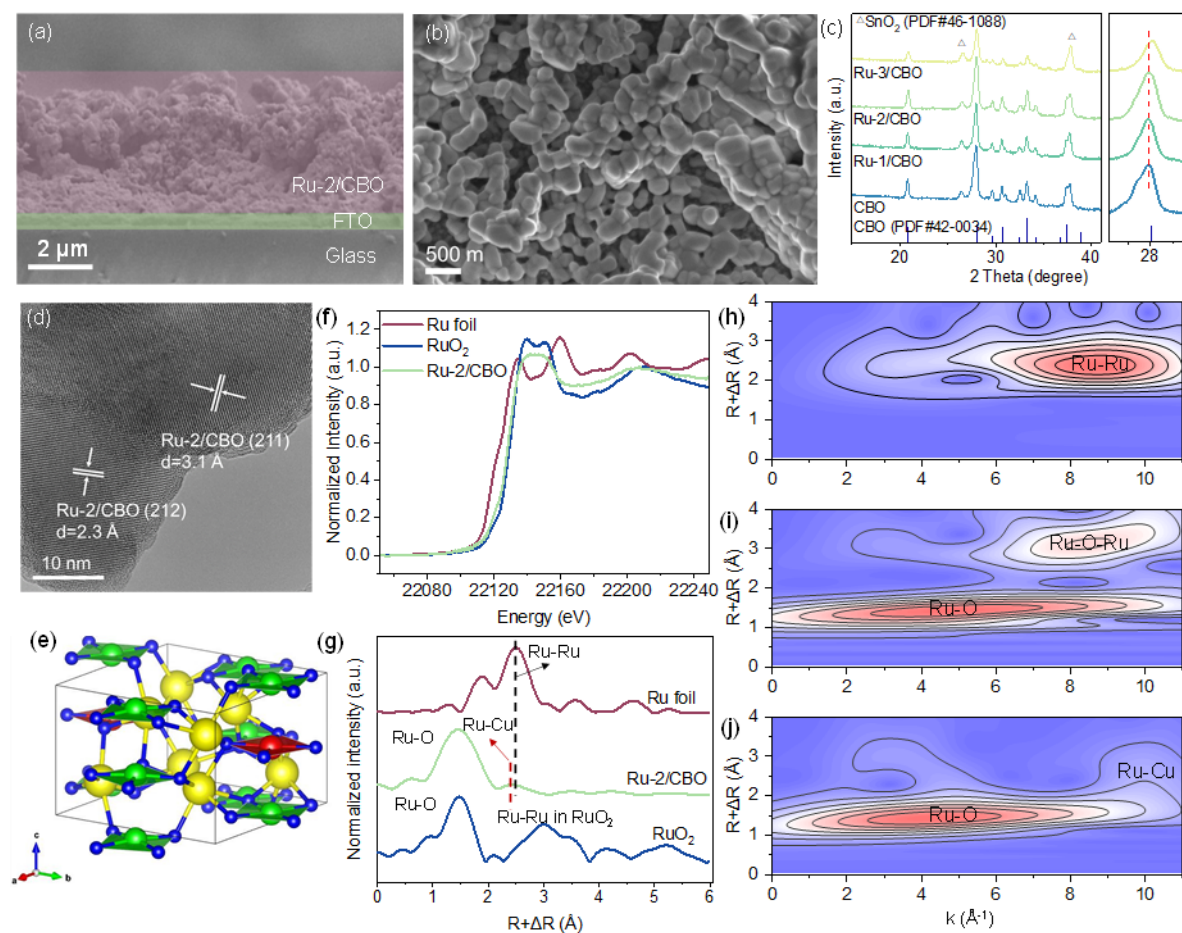 (a)
Ru-2/CBO
FTO
2 µm
Glass
(b)
500 m
(c)
△SnO₂ (PDF#46-1088)
Ru-3/CBO
Ru-2/CBO
Ru-1/CBO
CBO
CBO (PDF#42-0034)
Intensity (a.u.)
20 30 40
28
2 Theta (degree)
(d)
Ru-2/CBO (211)
d=3.1 Å
Ru-2/CBO (212)
d=2.3 Å
10 nm
(e)
c
a
b
(f)
Ru foil
RuO₂
Ru-2/CBO
Normalized Intensity (a.u.)
1.2
1.0
0.8
0.6
0.4
0.2
0.0
22080 22120 22160 22200 22240
Energy (eV)
(g)
Ru-Ru
Ru foil
Ru-Cu
Ru-O
Ru-2/CBO
Ru-O
Ru-Ru in RuO₂
RuO₂
Normalized Intensity (a.u.)
0 1 2 3 4 5 6
R+ΔR (Å)
(h)
Ru-Ru
R+ΔR (Å)
4
3
2
1
0
0 2 4 6 8 10
(i)
Ru-O-Ru
Ru-O
R+ΔR (Å)
4
3
2
1
0
0 2 4 6 8 10
(j)
Ru-Cu
Ru-O
R+ΔR (Å)
4
3
2
1
0
0 2 4 6 8 10
k (Å⁻¹)